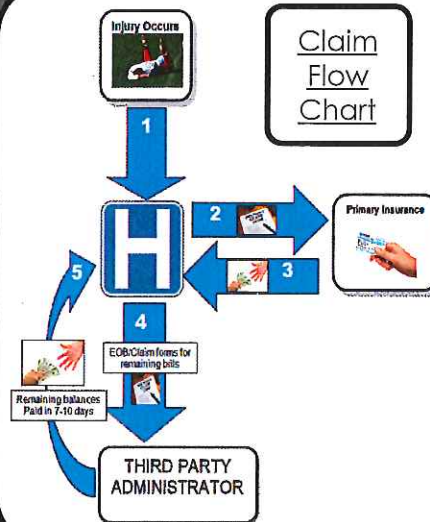 Injury Occurs
Claim
Flow
Chart
1
2
Primary Insurance
H
3
5
4
EOB/Claim forms for
remaining bills
Remaining balances
Paid in 7-10 days
THIRD PARTY
ADMINISTRATOR